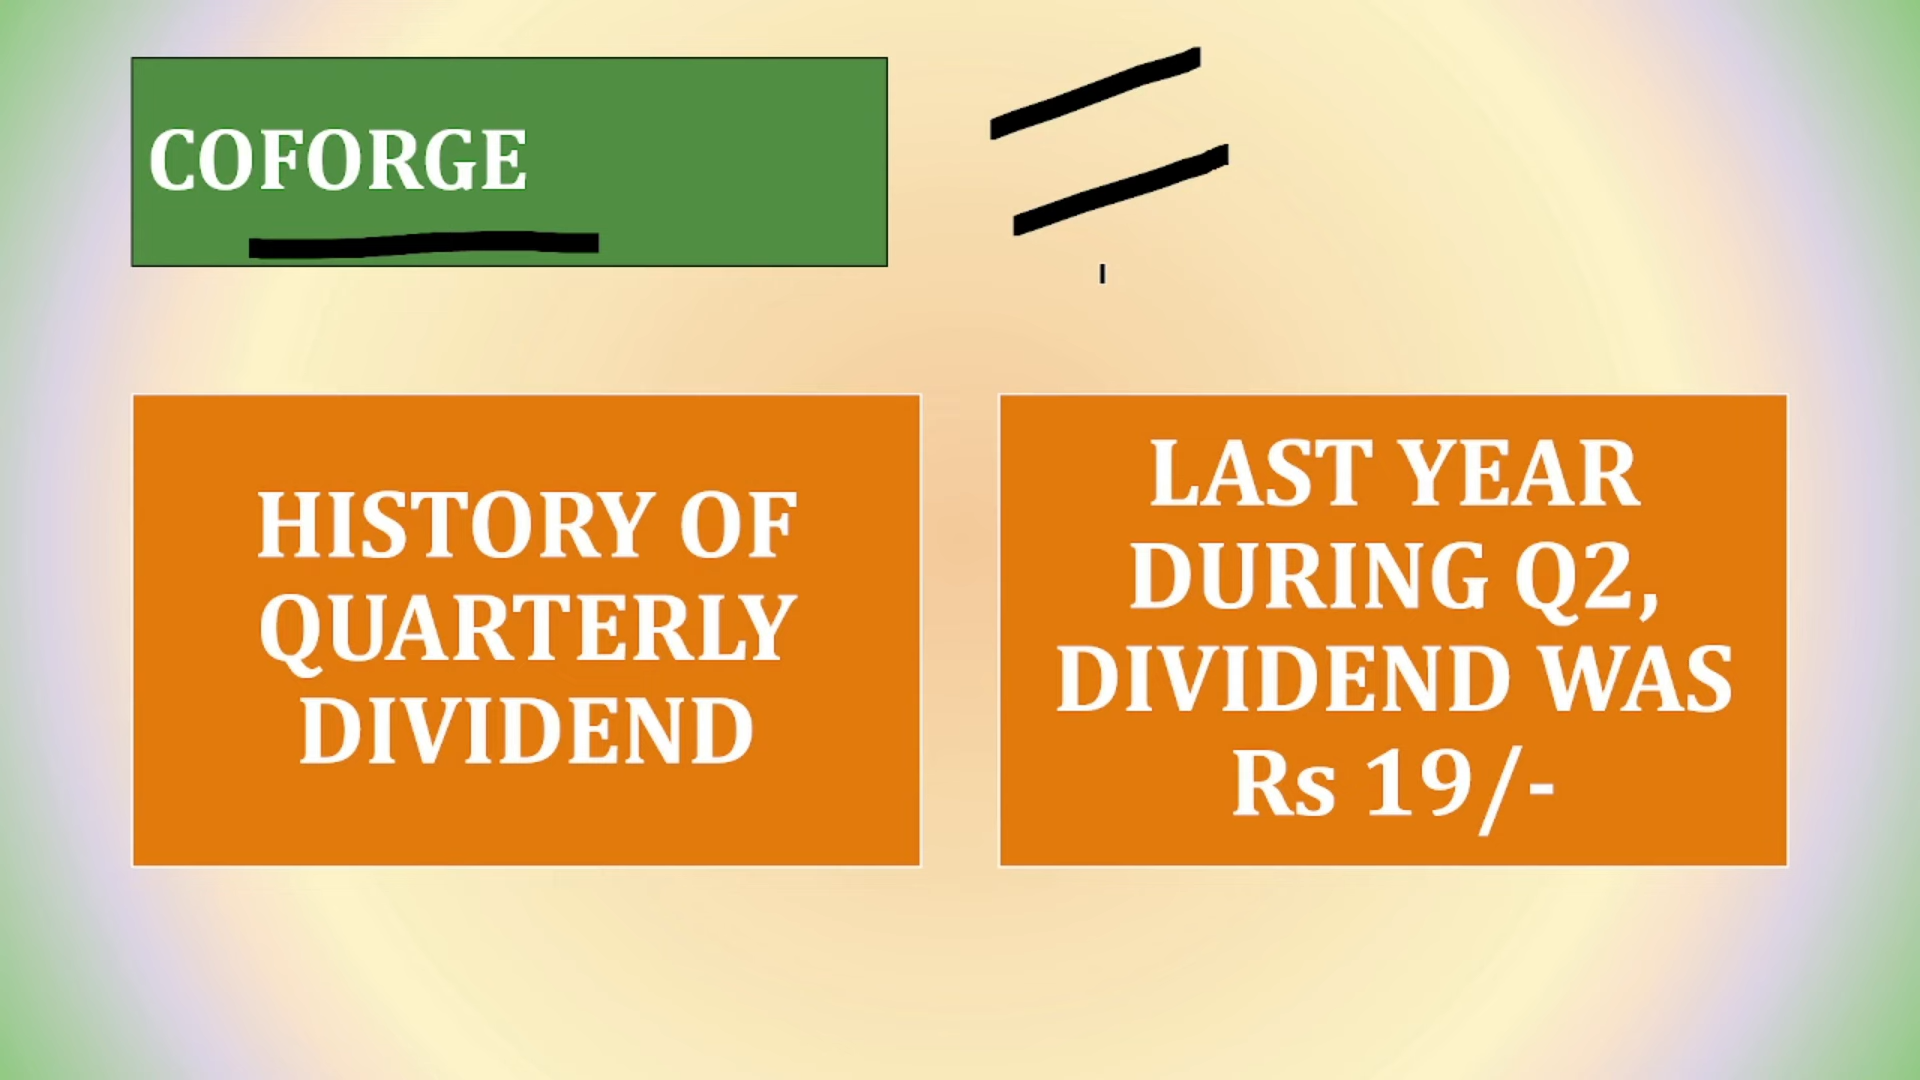 COFORGE
HISTORY OF
QUARTERLY
DIVIDEND
LAST YEAR
DURING Q2,
DIVIDEND WAS
Rs 19/-